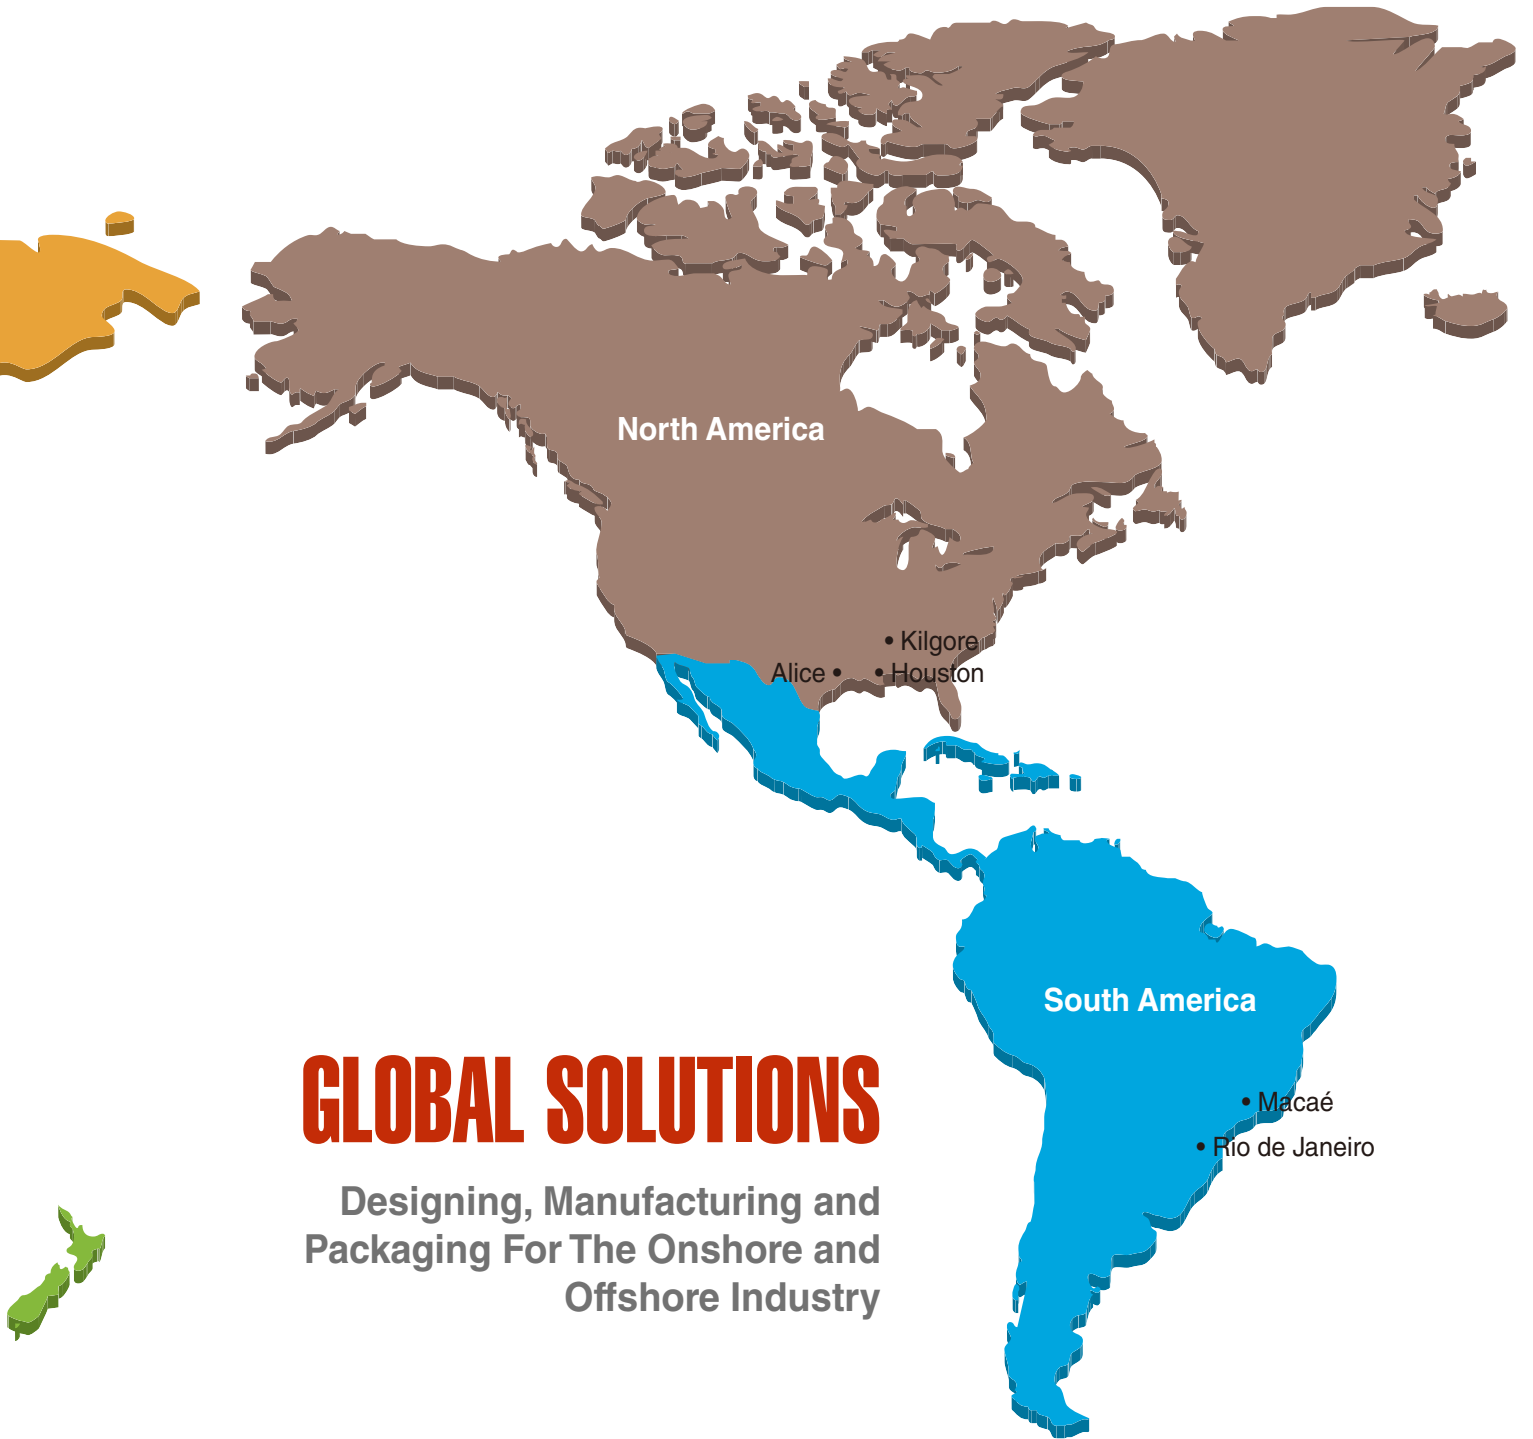 North America
• Kilgore
Alice •
• Houston
South America
GLOBAL SOLUTIONS
• Macaé
• Rio de Janeiro
Designing, Manufacturing and
Packaging For The Onshore and
Offshore Industry